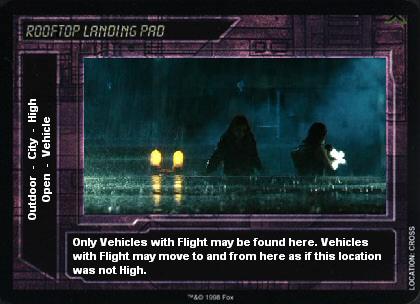 ROOFTOP LANDING PAD
Outdoor - City - High
Open - Vehicle
Only Vehicles with Flight may be found here. Vehicles
with Flight may move to and from here as if this location
was not High.
LOCATION: CROSS
™&© 1998 Fox